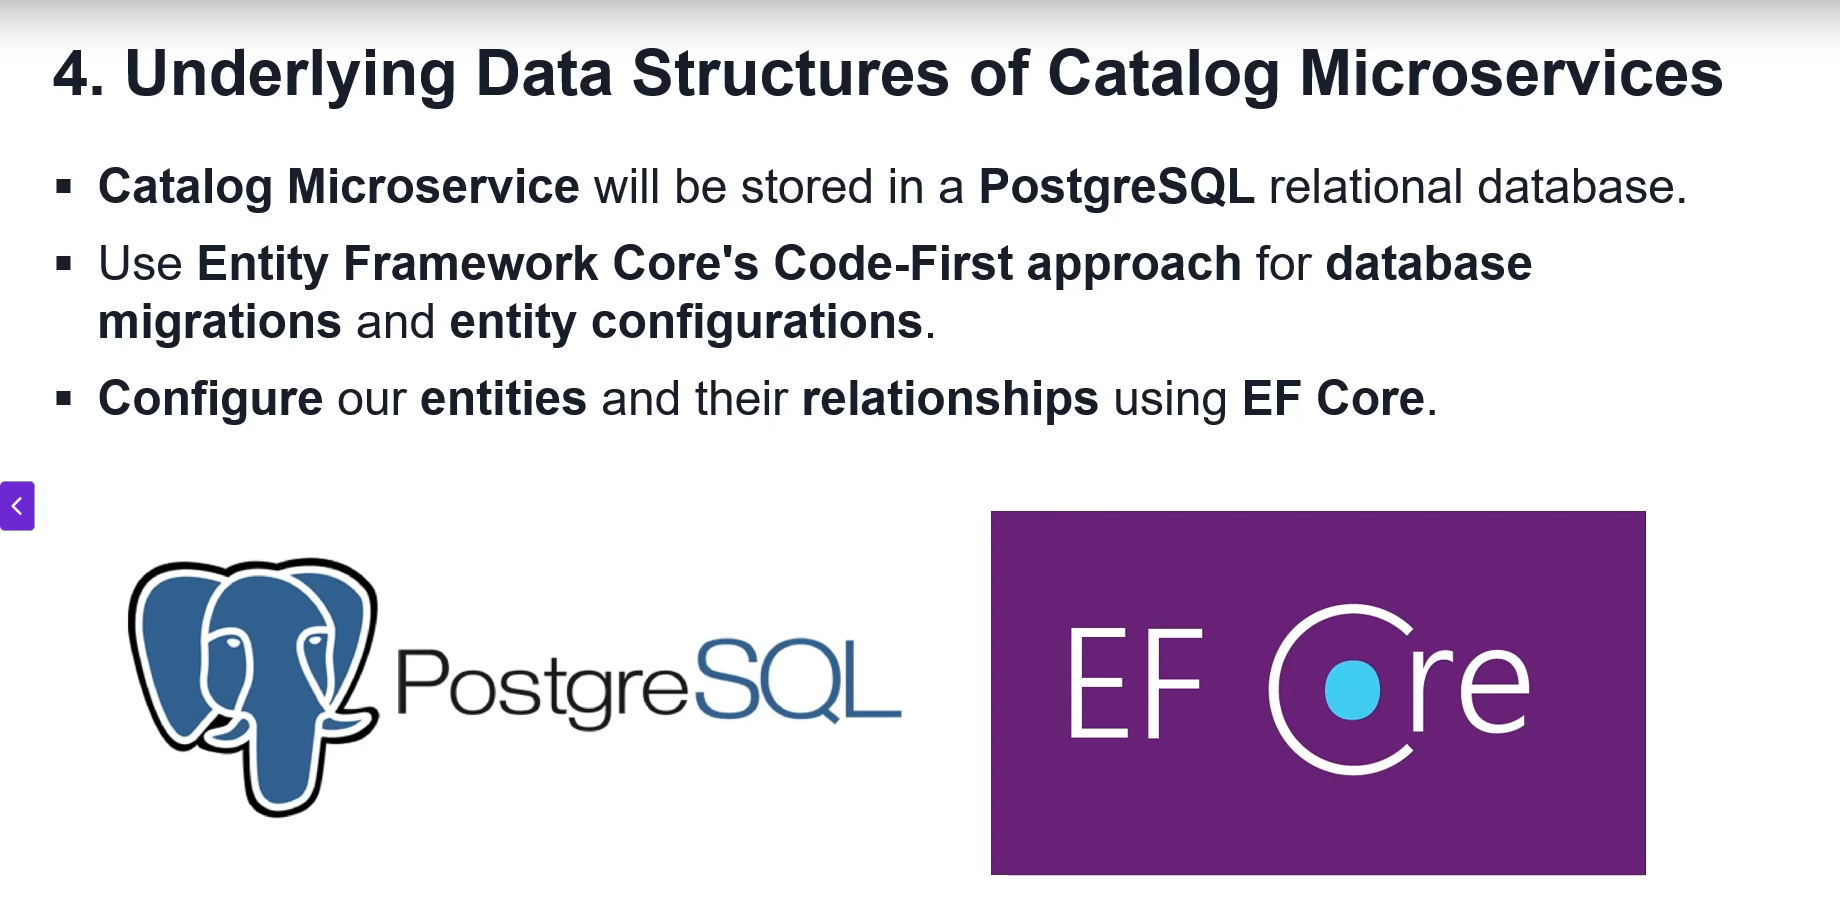 4. Underlying Data Structures of Catalog Microservices
▪ Catalog Microservice will be stored in a PostgreSQL relational database.
▪ Use Entity Framework Core's Code-First approach for database
migrations and entity configurations.
▪ Configure our entities and their relationships using EF Core.
PostgreSQL
EF Core